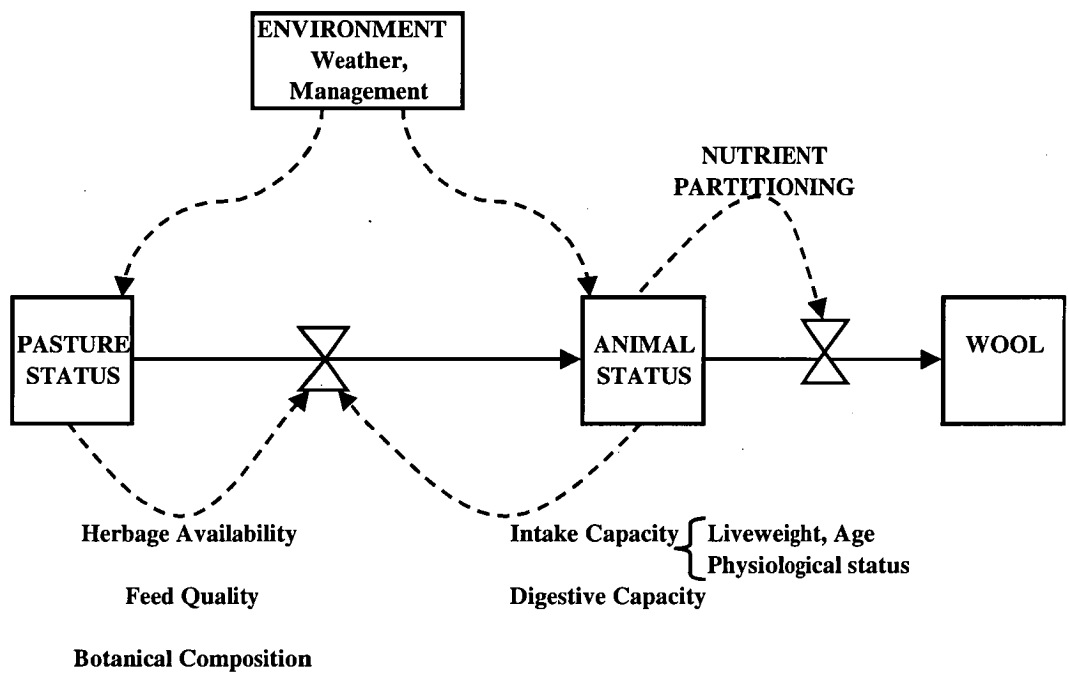 ENVIRONMENT
Weather,
Management
NUTRIENT
PARTITIONING
PASTURE
STATUS
ANIMAL
STATUS
WOOL
Herbage Availability
Feed Quality
Botanical Composition
Intake Capacity
Liveweight, Age
Physiological status
Digestive Capacity